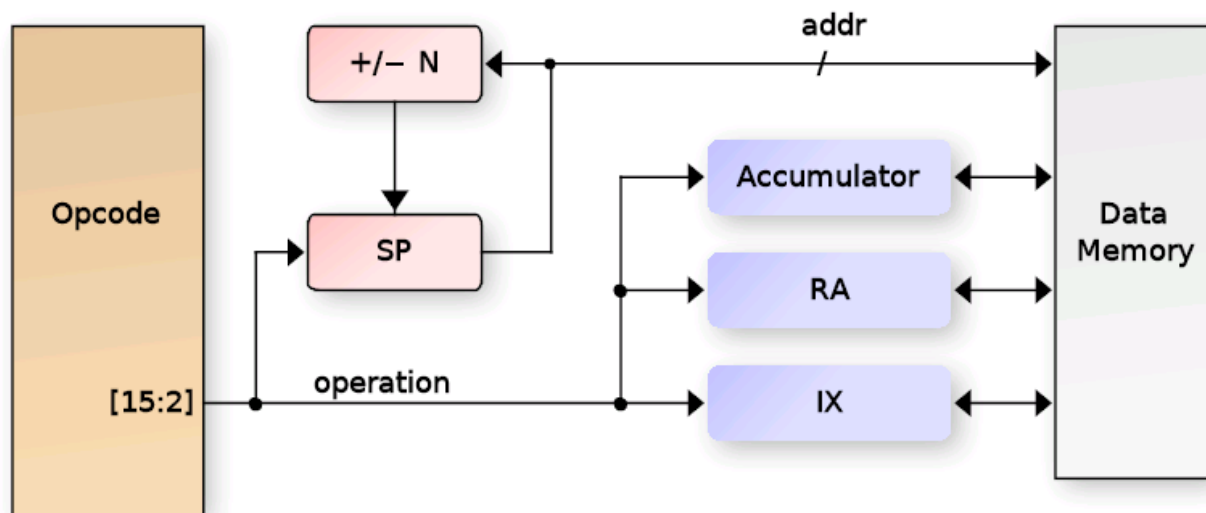 addr
+/− N
Accumulator
Opcode
Data
Memory
SP
RA
operation
[15:2]
IX